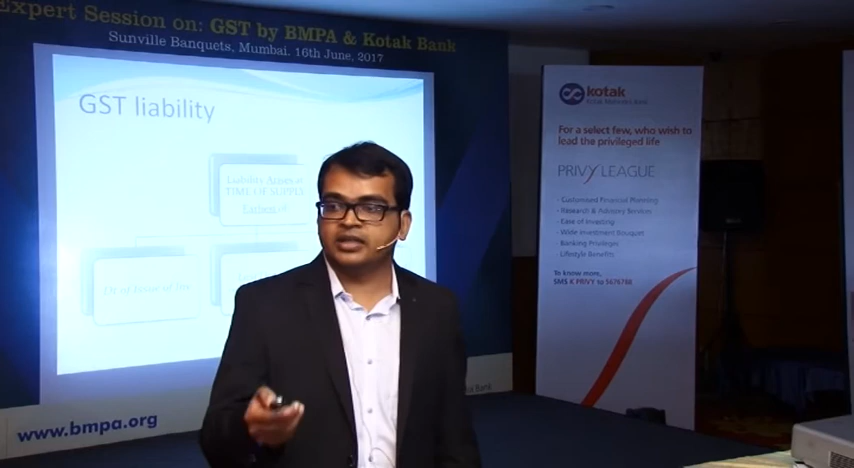 Expert Session on: GST by BMPA & Kotak Bank
Sunville Banquets, Mumbai. 16th June, 2017
GST liability
Liability Arises at
TIME OF SUPPLY
Earliest of
Dt of Issue of Inv
kotak
Kotak Mahindra Bank
For a select few, who wish to
lead the privileged life
PRIVY LEAGUE
• Customised Financial Planning
• Research & Advisory Services
• Ease of Investing
• Wide Investment Bouquet
• Banking Privileges
• Lifestyle Benefits
To know more,
SMS K PRIVY to 5676788
Bank
www.bmpa.org